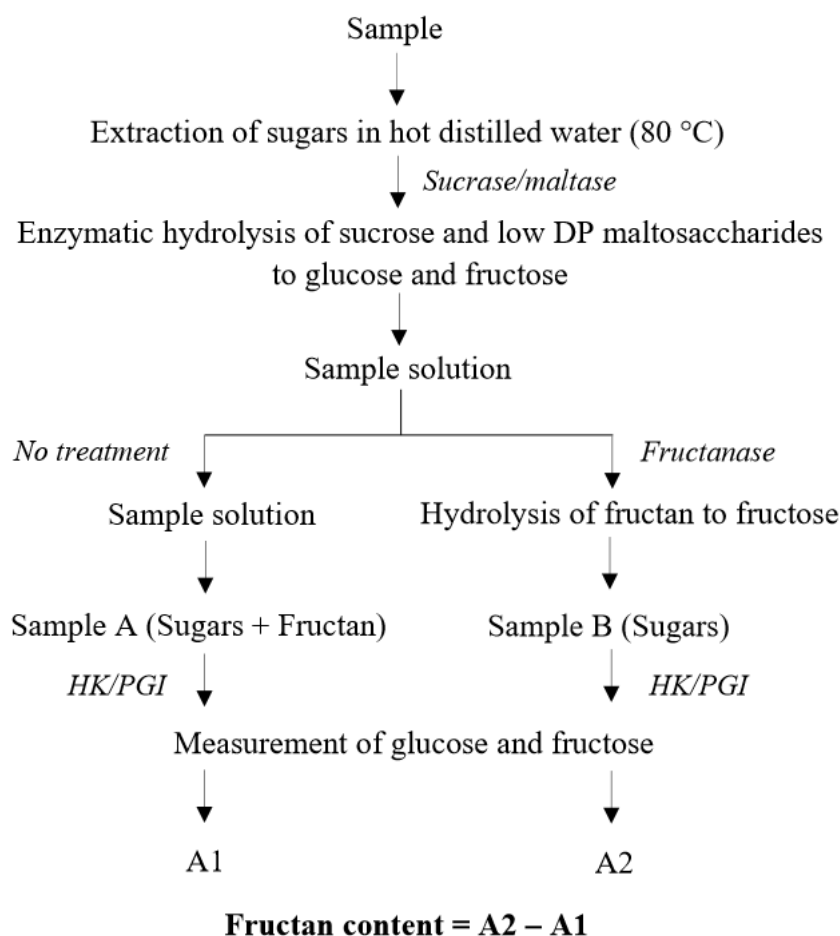 Sample
Extraction of sugars in hot distilled water (80 °C)
Sucrase/maltase
Enzymatic hydrolysis of sucrose and low DP maltosaccharides
to glucose and fructose
Sample solution
No treatment
Fructanase
Sample solution
Hydrolysis of fructan to fructose
Sample A (Sugars + Fructan)
Sample B (Sugars)
HK/PGI
HK/PGI
Measurement of glucose and fructose
A1
A2
Fructan content = A2 – A1